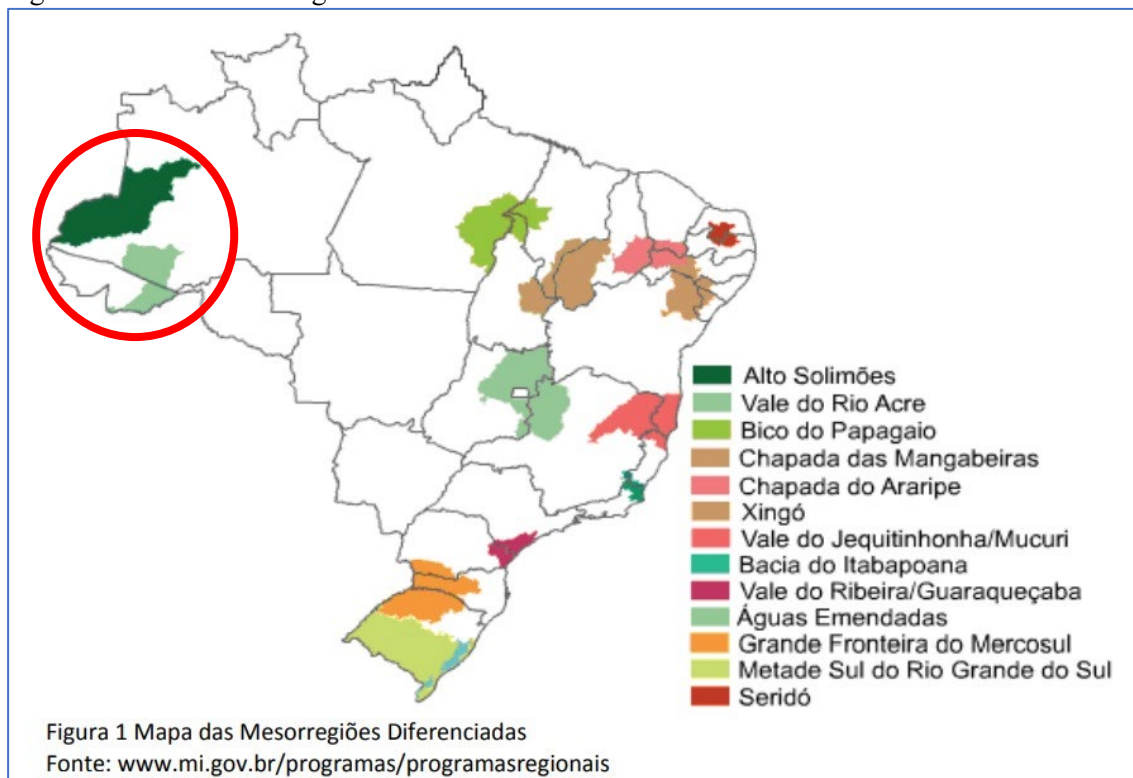 Alto Solimões
Vale do Rio Acre
Bico do Papagaio
Chapada das Mangabeiras
Chapada do Araripe
Xingó
Vale do Jequitinhonha/Mucuri
Bacia do Itabapoana
Vale do Ribeira/Guaraqueçaba
Águas Emendadas
Grande Fronteira do Mercosul
Metade Sul do Rio Grande do Sul
Seridó
Figura 1 Mapa das Mesorregiões Diferenciadas
Fonte: www.mi.gov.br/programas/programasregionais